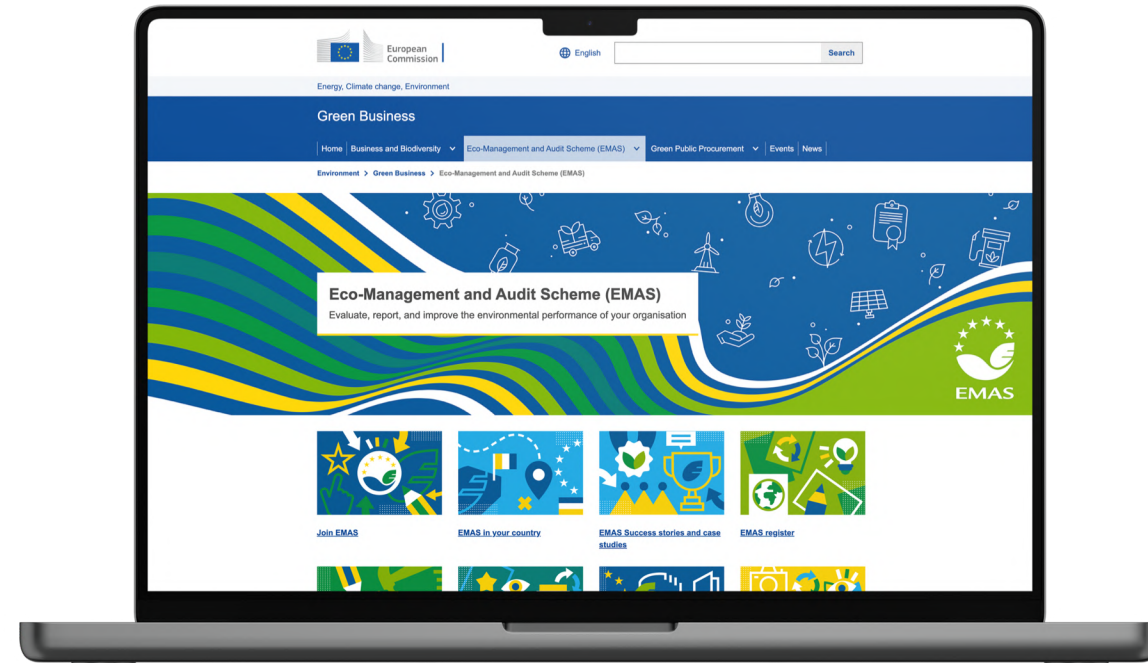 European
Commission
English
Search
Energy, Climate change, Environment
Green Business
Home Business and Biodiversity Eco-Management and Audit Scheme (EMAS) Green Public Procurement Events News
Environment > Green Business > Eco-Management and Audit Scheme (EMAS)
Eco-Management and Audit Scheme (EMAS)
Evaluate, report, and improve the environmental performance of your organisation
EMAS
Join EMAS
EMAS in your country
EMAS Success stories and case
studies
EMAS register